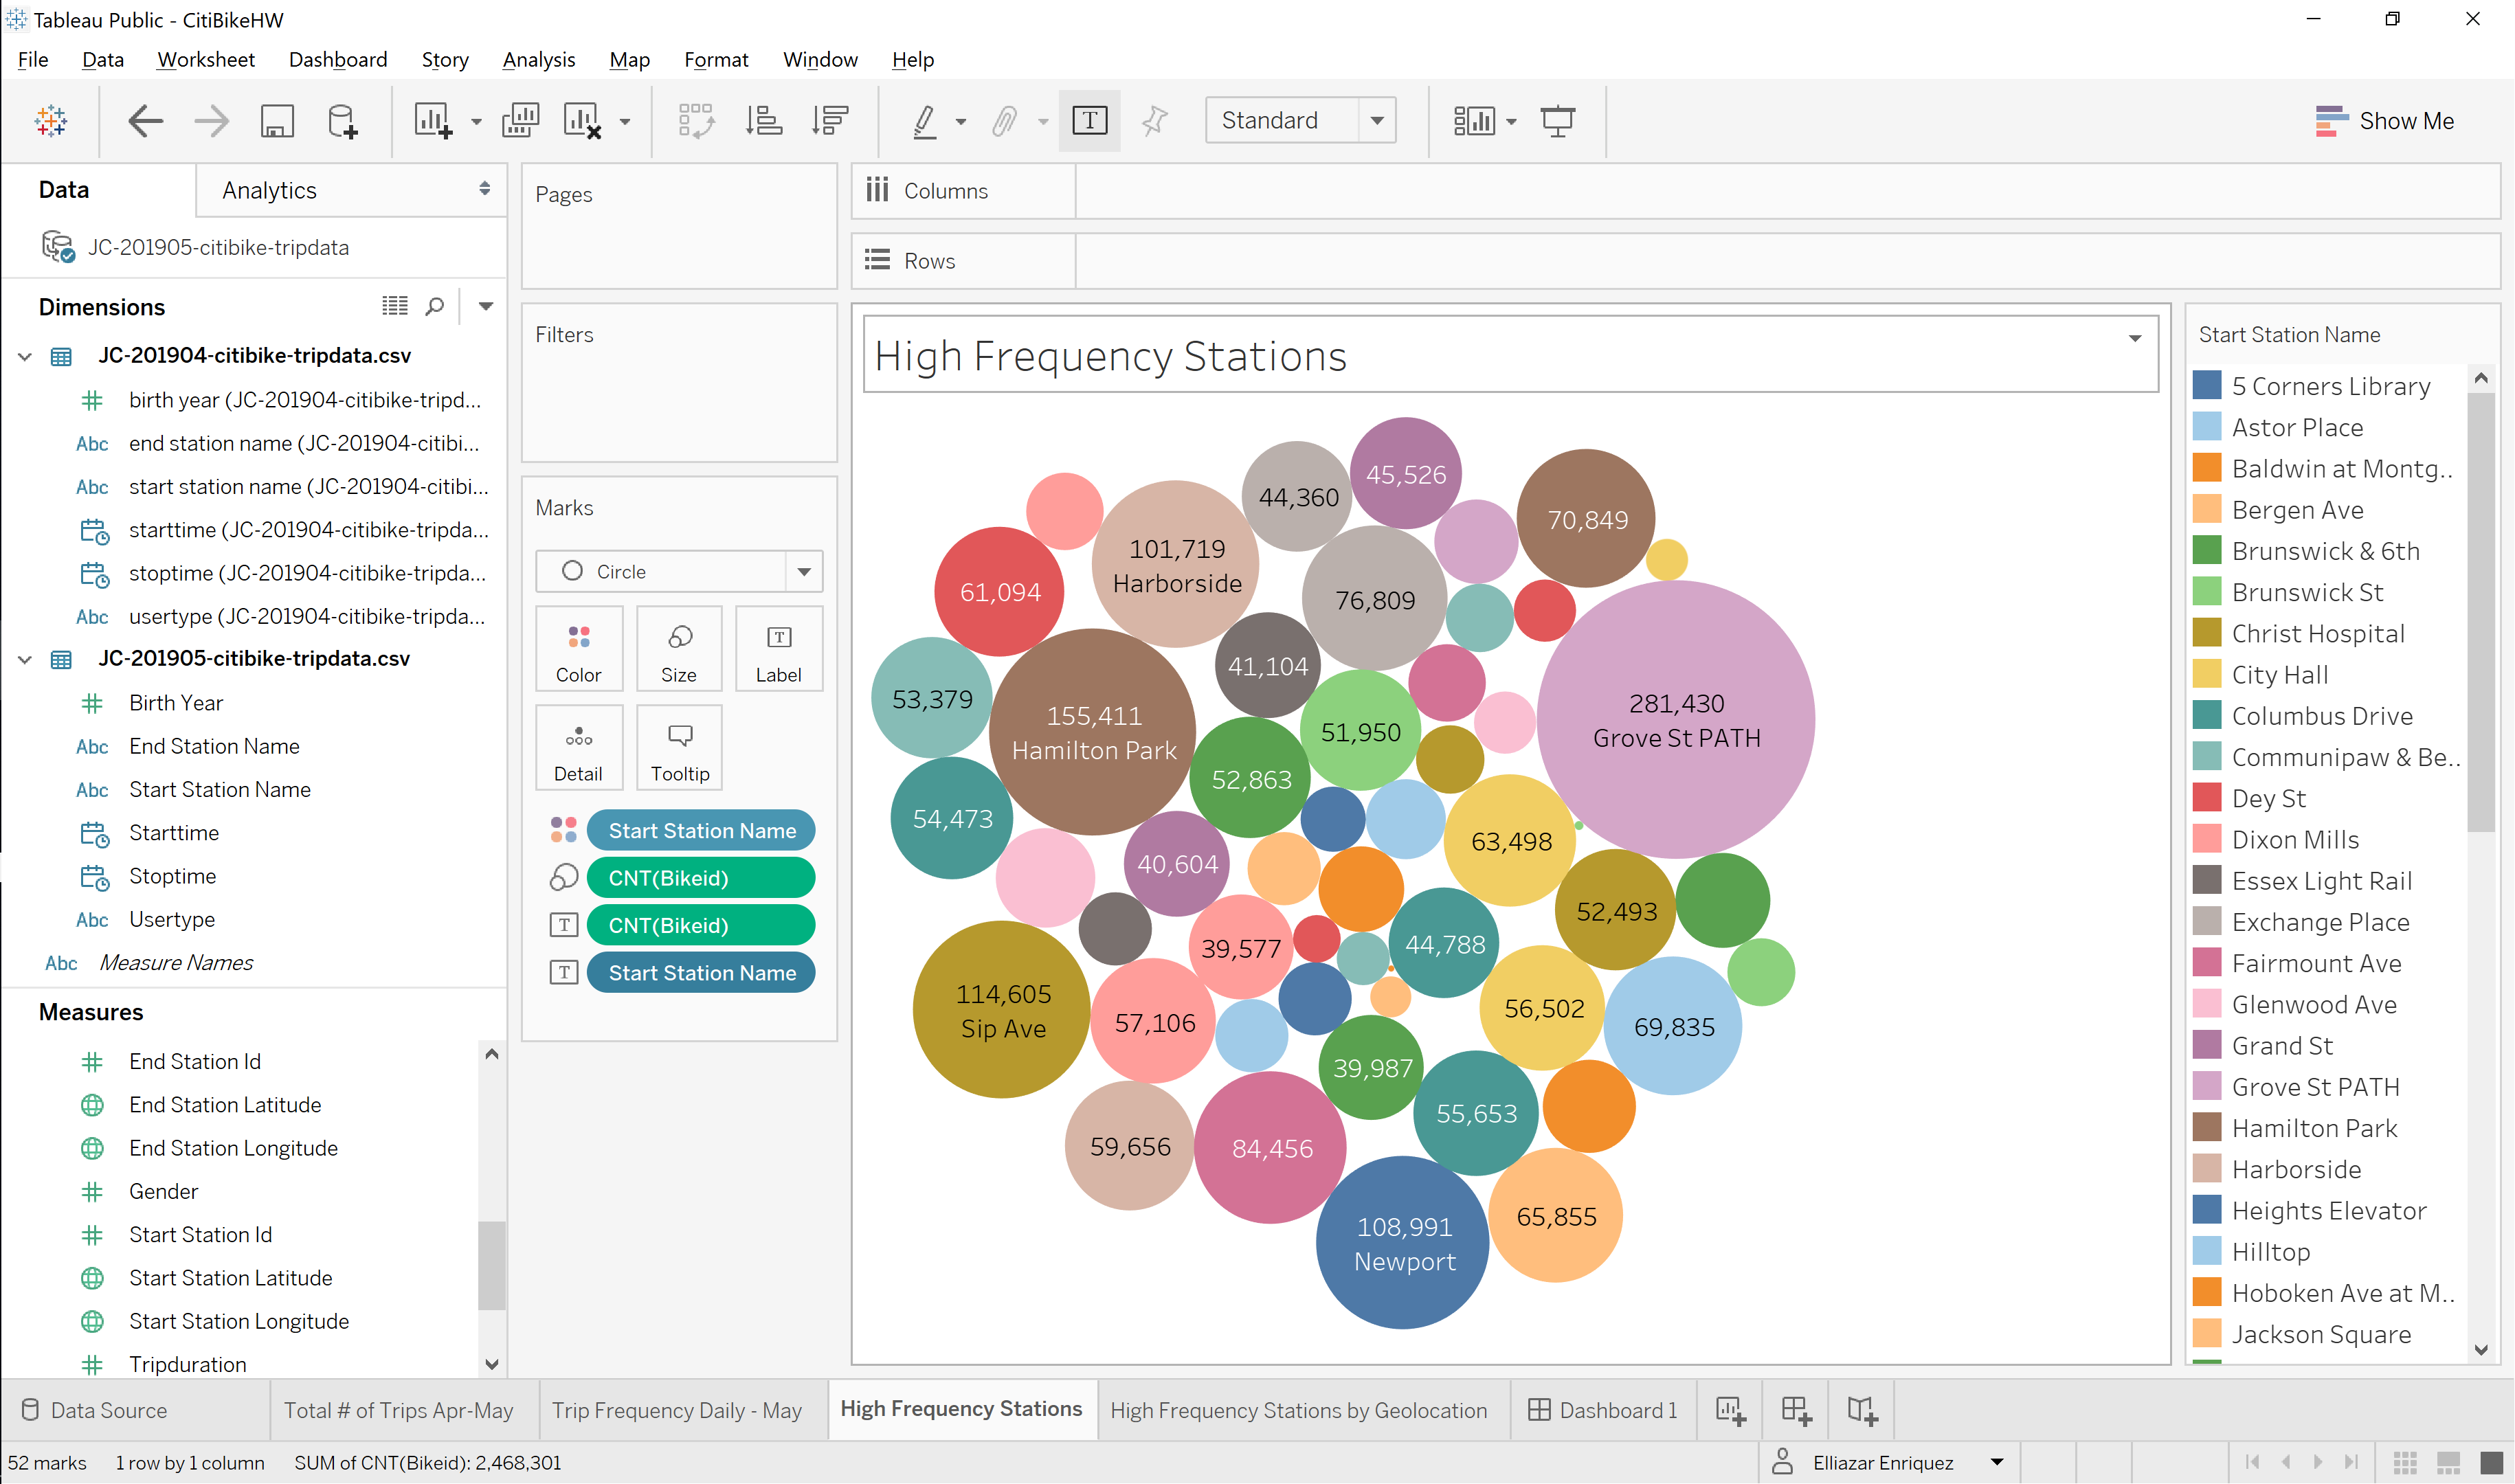 Tableau Public - CitiBikeHW
File Data Worksheet Dashboard Story Analysis Map Format Window Help
Standard
Show Me
Data
Analytics
JC-201905-citibike-tripdata
Dimensions
JC-201904-citibike-tripdata.csv
birth year (JC-201904-citibike-tripd...
Abc end station name (JC-201904-citibi...
Abc start station name (JC-201904-citibi...
starttime (JC-201904-citibike-tripda...
stoptime (JC-201904-citibike-tripda...
Abc usertype (JC-201904-citibike-tripda...
JC-201905-citibike-tripdata.csv
Birth Year
Abc End Station Name
Abc Start Station Name
Starttime
Stoptime
Abc Usertype
Abc Measure Names
Measures
End Station Id
End Station Latitude
End Station Longitude
Gender
Start Station Id
Start Station Latitude
Start Station Longitude
Tripduration
Pages
Filters
Marks
Circle
Color
Size
T
Label
Detail
Tooltip
Start Station Name
CNT(Bikeid)
T CNT(Bikeid)
T Start Station Name
Columns
Rows
High Frequency Stations
45,526
44,360
70,849
101,719
Harborside
61,094
76,809
41,104
53,379
155,411
Hamilton Park
281,430
Grove St PATH
51,950
52,863
54,473
63,498
40,604
52,493
39,577
44,788
114,605
Sip Ave
57,106
56,502
69,835
39,987
55,653
59,656
84,456
108,991
Newport
65,855
Start Station Name
5 Corners Library
Astor Place
Baldwin at Montg..
Bergen Ave
Brunswick & 6th
Brunswick St
Christ Hospital
City Hall
Columbus Drive
Communipaw & Be..
Dey St
Dixon Mills
Essex Light Rail
Exchange Place
Fairmount Ave
Glenwood Ave
Grand St
Grove St PATH
Hamilton Park
Harborside
Heights Elevator
Hilltop
Hoboken Ave at M..
Jackson Square
Data Source
Total # of Trips Apr-May
Trip Frequency Daily - May
High Frequency Stations
High Frequency Stations by Geolocation
Dashboard 1
52 marks
1 row by 1 column
SUM of CNT(Bikeid): 2,468,301
Elliazar Enriquez